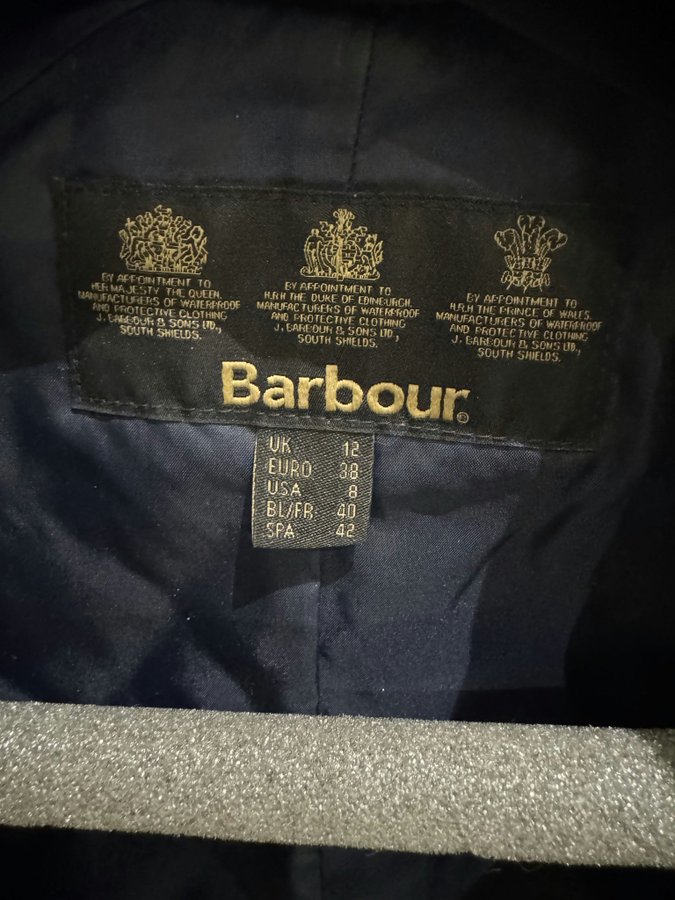 BY APPOINTMENT TO
HER MAJESTY THE QUEEN.
MANUFACTURERS OF WATERPROOF
AND PROTECTIVE CLOTHING
J. BARBOUR & SONS LTD.,
SOUTH SHIELDS.
BY APPOINTMENT TO
H.R.H THE DUKE OF EDINBURGH.
MANUFACTURERS OF WATERPROOF
AND PROTECTIVE CLOTHING
J. BARBOUR & SONS LTD.,
SOUTH SHIELDS.
BY APPOINTMENT TO
H.R.H THE PRINCE OF WALES.
MANUFACTURERS OF WATERPROOF
AND PROTECTIVE CLOTHING
J. BARBOUR & SONS LTD.,
SOUTH SHIELDS.
Barbour®
UK 12
EURO 38
USA 8
BL/FR 40
SPA 42